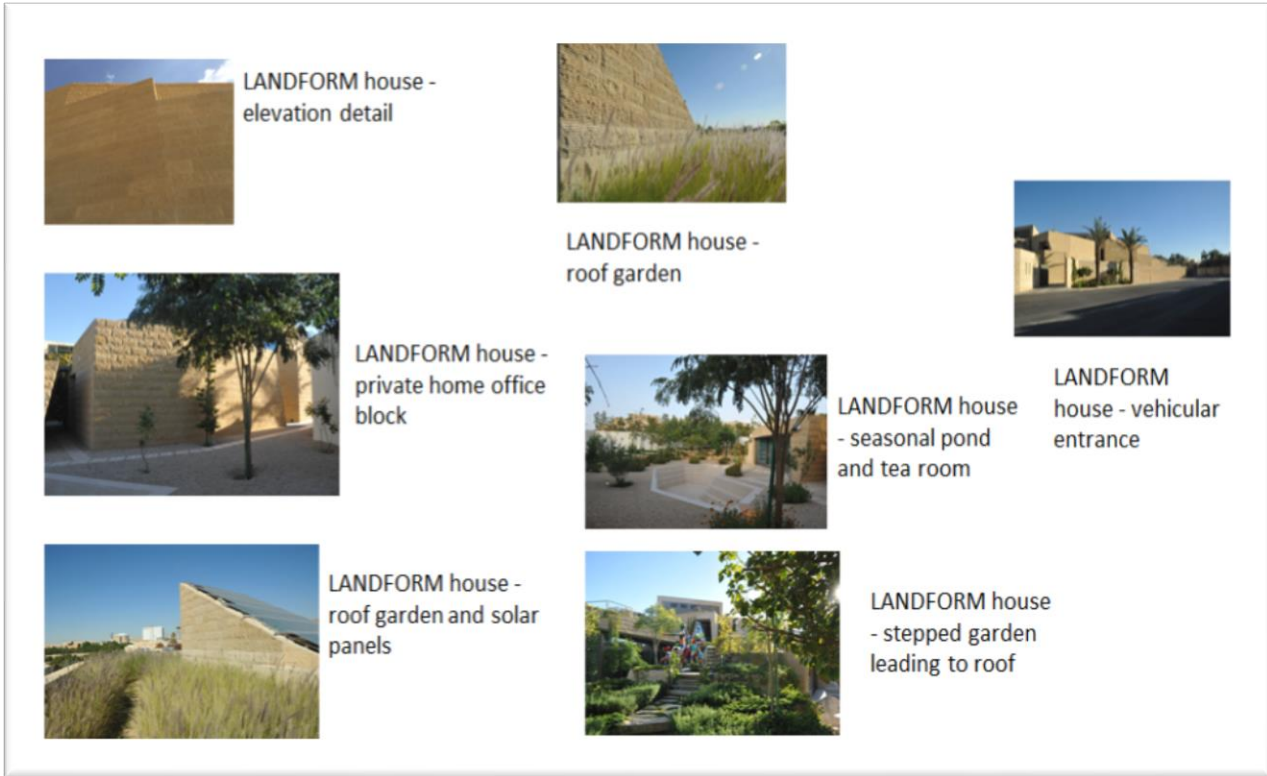 LANDFORM house -
elevation detail
LANDFORM house -
roof garden
LANDFORM house -
private home office
block
LANDFORM house
- seasonal pond
and tea room
LANDFORM
house - vehicular
entrance
LANDFORM house -
roof garden and solar
panels
LANDFORM house
- stepped garden
leading to roof